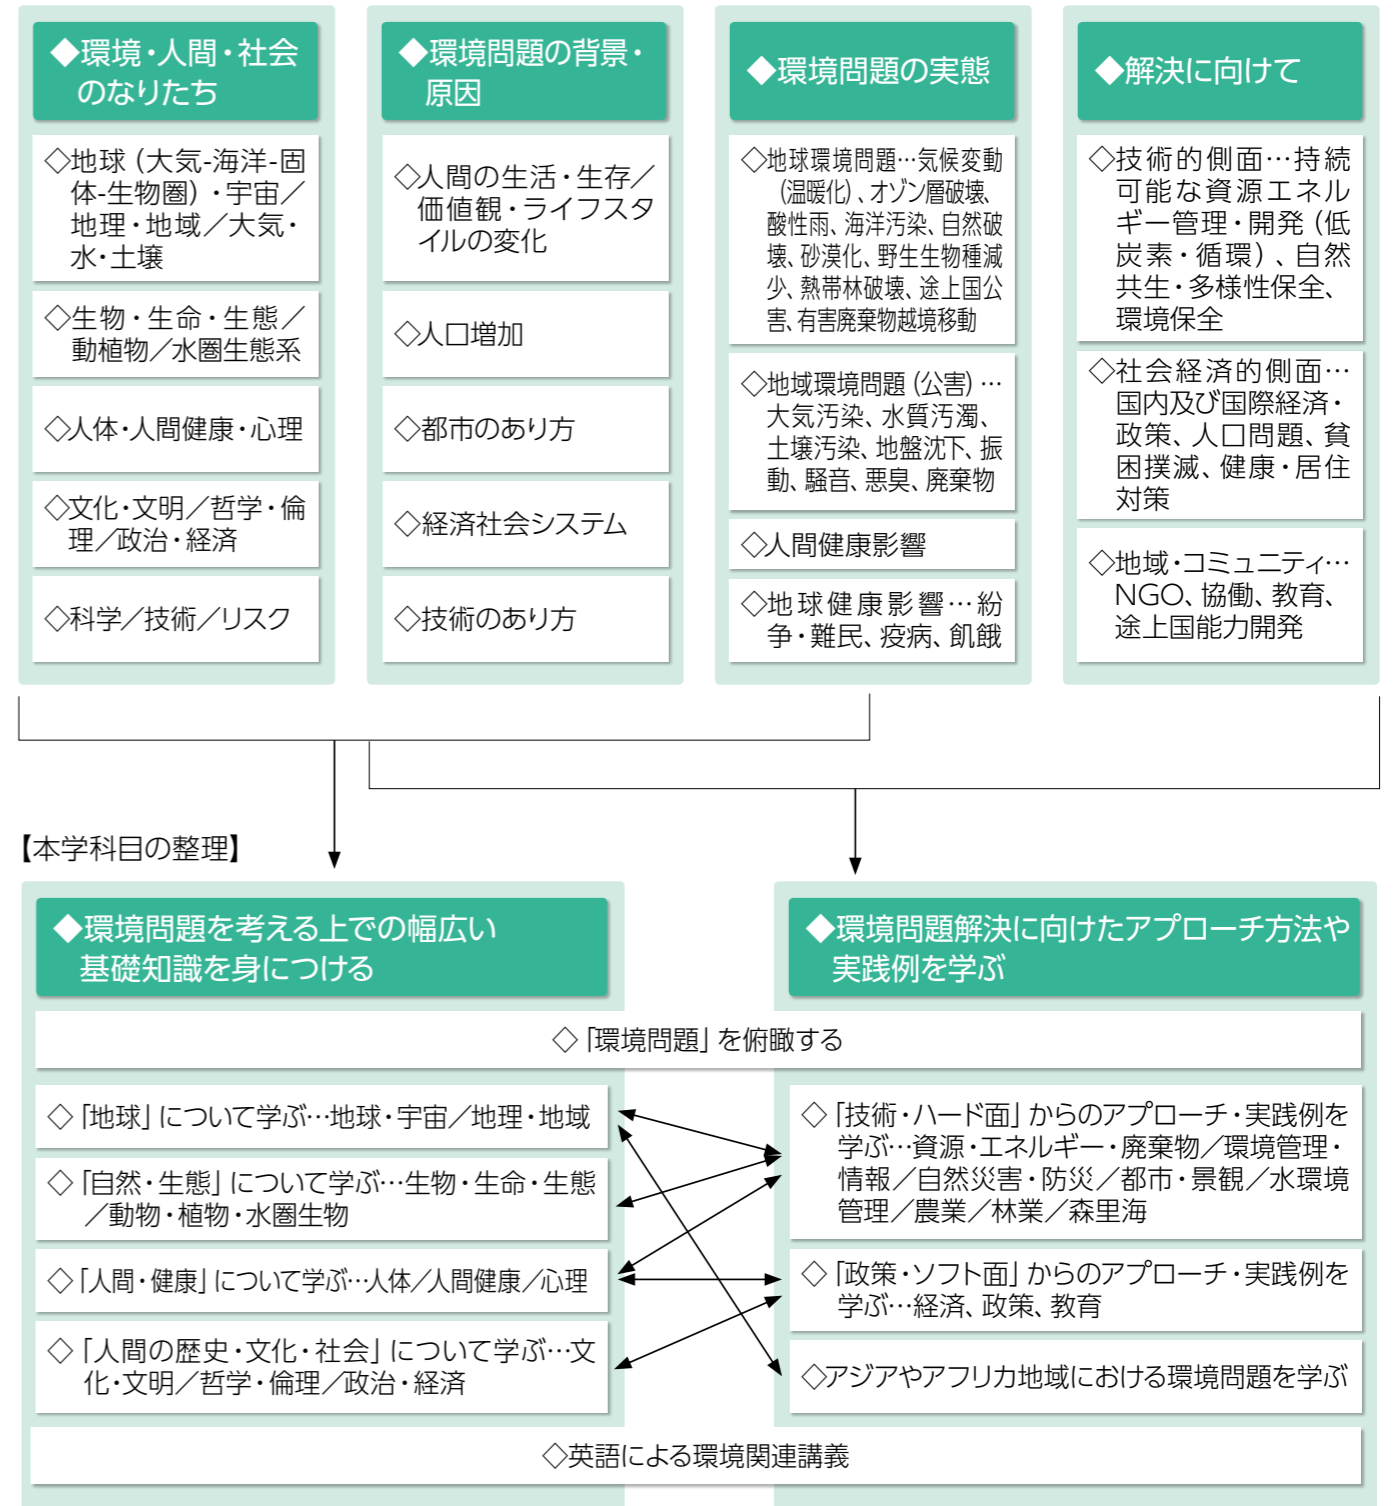 ◆環境・人間・社会
のなりたち
◇地球（大気-海洋-固
体-生物圏）・宇宙／
地理・地域／大気・
水・土壌
◇生物・生命・生態／
動植物／水圏生態系
◇人体・人間健康・心理
◇文化・文明／哲学・倫
理／政治・経済
◇科学／技術／リスク
◆環境問題の背景・
原因
◇人間の生活・生存／
価値観・ライフスタ
イルの変化
◇人口増加
◇都市のあり方
◇経済社会システム
◇技術のあり方
◆環境問題の実態
◇地球環境問題…気候変動
（温暖化）、オゾン層破壊、
酸性雨、海洋汚染、自然破
壊、砂漠化、野生生物種減
少、熱帯林破壊、途上国公
害、有害廃棄物越境移動
◇地域環境問題（公害）…
大気汚染、水質汚濁、
土壌汚染、地盤沈下、振
動、騒音、悪臭、廃棄物
◇人間健康影響
◇地球健康影響…紛
争・難民、疫病、飢餓
◆解決に向けて
◇技術的側面…持続
可能な資源エネル
ギー管理・開発（低
炭素・循環）、自然
共生・多様性保全、
環境保全
◇社会経済的側面…
国内及び国際経済・
政策、人口問題、貧
困撲滅、健康・居住
対策
◇地域・コミュニティ…
NGO、協働、教育、
途上国能力開発
【本学科目の整理】
◆環境問題を考える上での幅広い
基礎知識を身につける
◆環境問題解決に向けたアプローチ方法や
実践例を学ぶ
◇「環境問題」を俯瞰する
◇「地球」について学ぶ…地球・宇宙／地理・地域
◇「自然・生態」について学ぶ…生物・生命・生態
／動物・植物・水圏生物
◇「人間・健康」について学ぶ…人体／人間健康／心理
◇「人間の歴史・文化・社会」について学ぶ…文
化・文明／哲学・倫理／政治・経済
◇「技術・ハード面」からのアプローチ・実践例を
学ぶ…資源・エネルギー・廃棄物／環境管理・
情報／自然災害・防災／都市・景観／水環境
管理／農業／林業／森里海
◇「政策・ソフト面」からのアプローチ・実践例を
学ぶ…経済、政策、教育
◇アジアやアフリカ地域における環境問題を学ぶ
◇英語による環境関連講義